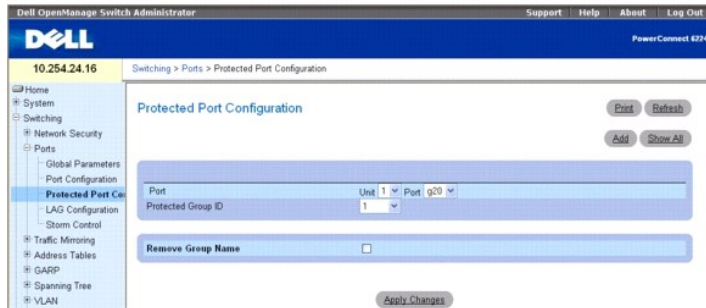 Dell OpenManage Switch Administrator
Support Help About Log Out
DELL
PowerConnect 6224
10.254.24.16
Switching > Ports > Protected Port Configuration
Home
System
Switching
Network Security
Ports
Global Parameters
Port Configuration
Protected Port Co
LAG Configuration
Storm Control
Traffic Mirroring
Address Tables
GARP
Spanning Tree
VLAN
Protected Port Configuration
Print Refresh
Add Show All
Port Unit 1 Port g20
Protected Group ID 1
Remove Group Name
Apply Changes